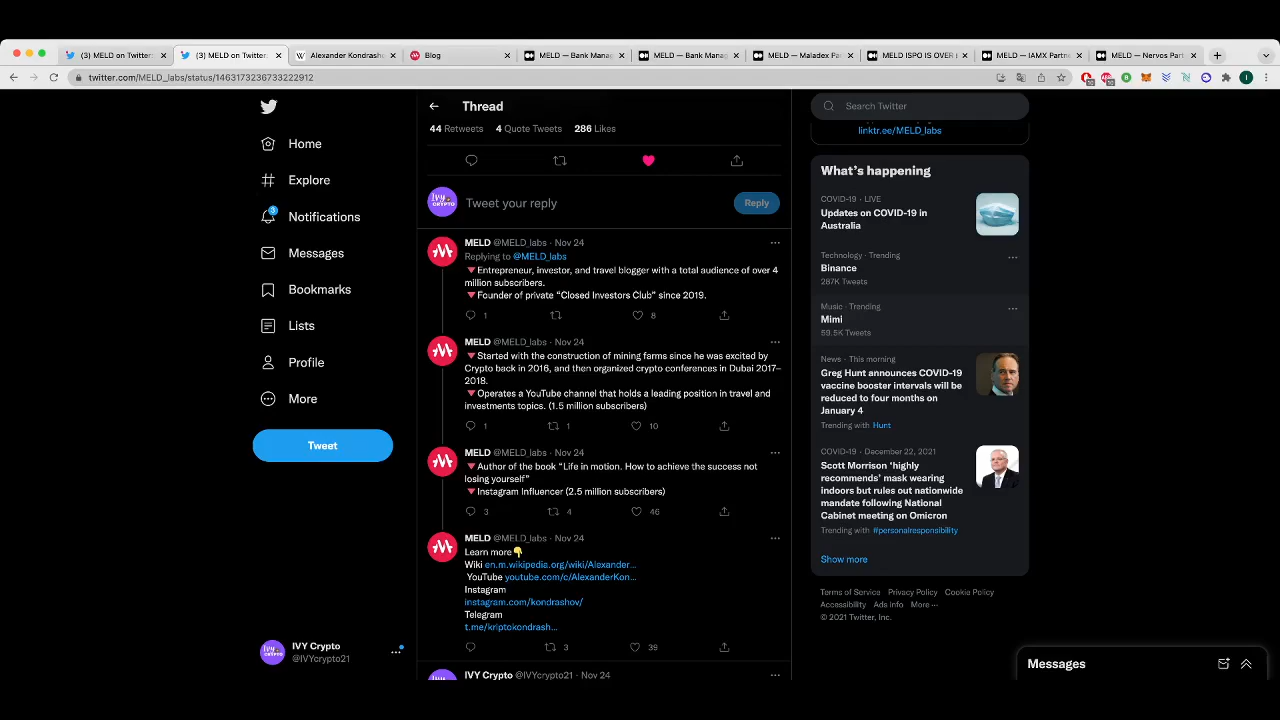 (3) MELD on Twitter:
(3) MELD on Twitter:
Alexander Kondrasho
Blog
MELD — Bank Manag
MELD — Bank Manag
MELD — Maladex Pa
MELD ISPO IS OVER
MELD — IAMX Partne
MELD — Nervos Part
twitter.com/MELD_labs/status/1463173236733222912
Home
Explore
3
Notifications
Messages
Bookmarks
Lists
Profile
More
Tweet
IVY Crypto
@IVYcrypto21
Thread
44 Retweets 4 Quote Tweets 286 Likes
Tweet your reply
Reply
MELD @MELD_labs · Nov 24
Replying to @MELD_labs
🔻Entrepreneur, investor, and travel blogger with a total audience of over 4
million subscribers.
🔻Founder of private “Closed Investors Club” since 2019.
1 8
MELD @MELD_labs · Nov 24
🔻Started with the construction of mining farms since he was excited by
Crypto back in 2016, and then organized crypto conferences in Dubai 2017–
2018.
🔻Operates a YouTube channel that holds a leading position in travel and
investments topics. (1.5 million subscribers)
1 1 10
MELD @MELD_labs · Nov 24
🔻Author of the book “Life in motion. How to achieve the success not
losing yourself”
🔻Instagram Influencer (2.5 million subscribers)
3 4 46
MELD @MELD_labs · Nov 24
Learn more👇
Wiki en.m.wikipedia.org/wiki/Alexander…
YouTube youtube.com/c/AlexanderKon…
Instagram
instagram.com/kondrashov/
Telegram
t.me/kriptokondrash…
3 39
IVY Crypto @IVYcrypto21 · Nov 24
Search Twitter
linktr.ee/MELD_labs
What’s happening
COVID-19 · LIVE
Updates on COVID-19 in
Australia
Technology · Trending
Binance
287K Tweets
Music · Trending
Mimi
69.5K Tweets
News · This morning
Greg Hunt announces COVID-19
vaccine booster intervals will be
reduced to four months on
January 4
Trending with Hunt
COVID-19 · December 22, 2021
Scott Morrison ‘highly
recommends’ mask wearing
indoors but rules out nationwide
mandate following National
Cabinet meeting on Omicron
Trending with #personalresponsibility
Show more
Terms of Service Privacy Policy Cookie Policy
Accessibility Ads info More ···
© 2021 Twitter, Inc.
Messages